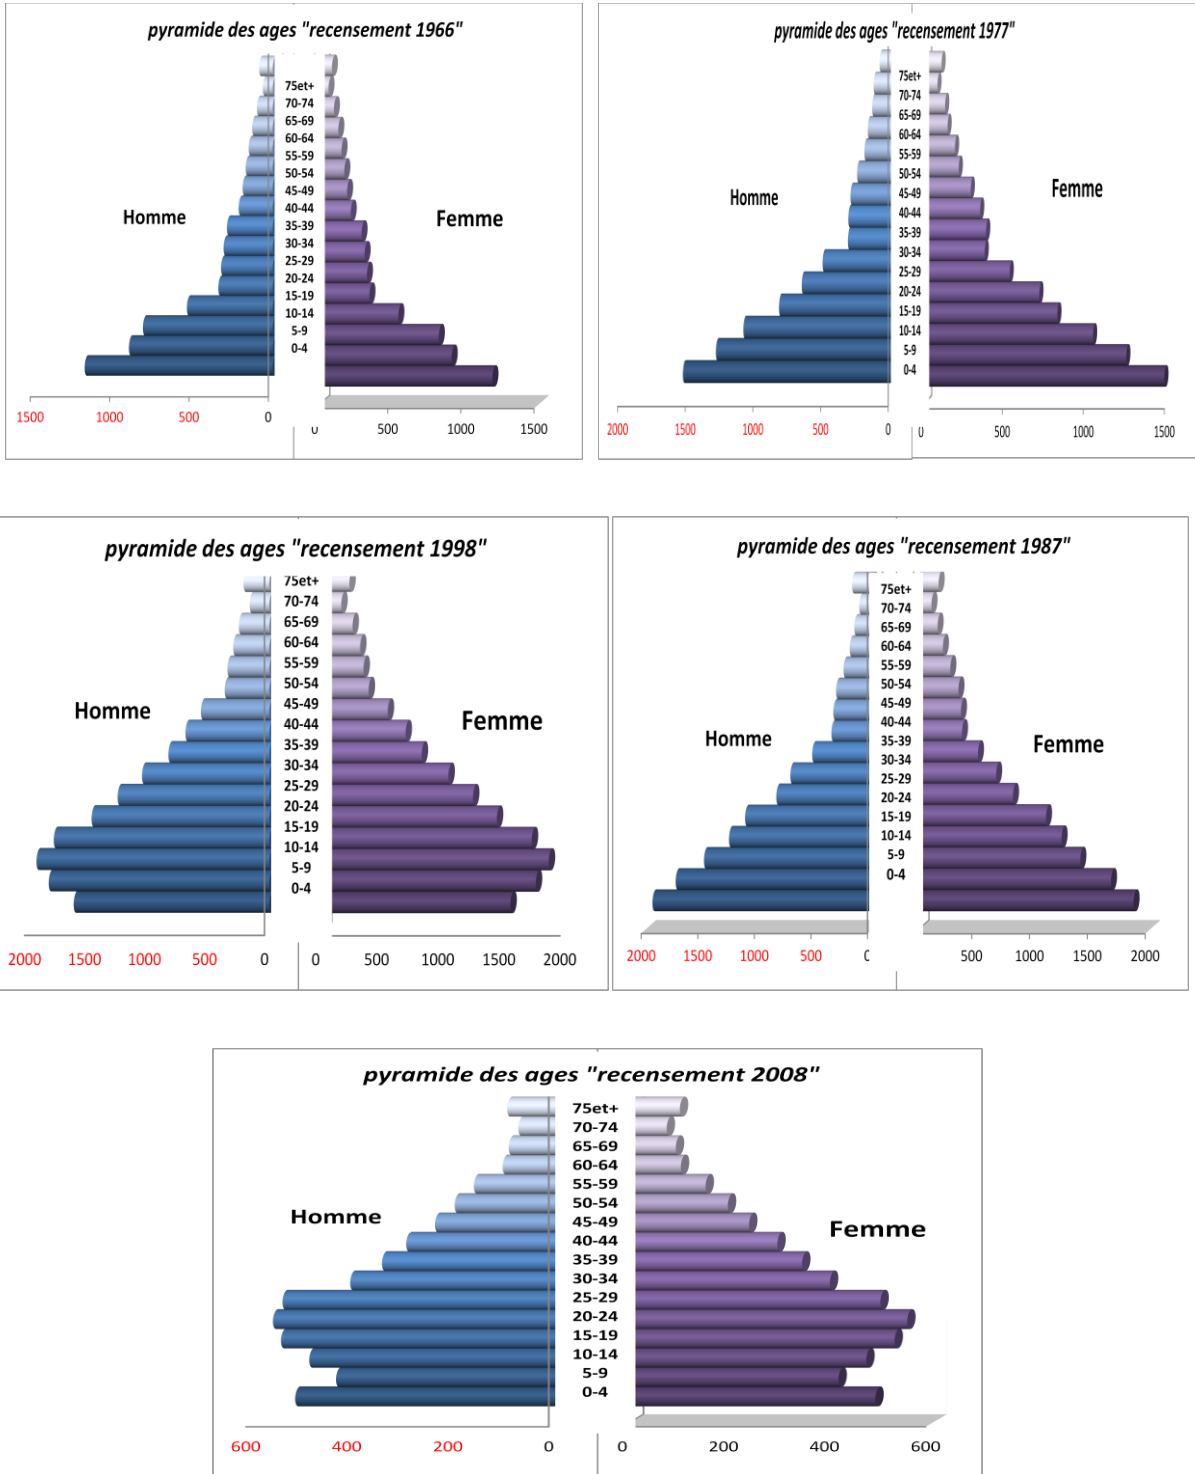 pyramide des ages "recensement 1966"
75et+
70-74
65-69
60-64
55-59
50-54
45-49
40-44
35-39
30-34
25-29
20-24
15-19
10-14
5-9
0-4
Homme
Femme
1500 1000 500 0
0 500 1000 1500
pyramide des ages "recensement 1977"
75et+
70-74
65-69
60-64
55-59
50-54
45-49
40-44
35-39
30-34
25-29
20-24
15-19
10-14
5-9
0-4
Homme
Femme
2000 1500 1000 500 0
0 500 1000 1500
pyramide des ages "recensement 1998"
75et+
70-74
65-69
60-64
55-59
50-54
45-49
40-44
35-39
30-34
25-29
20-24
15-19
10-14
5-9
0-4
Homme
Femme
2000 1500 1000 500 0
0 500 1000 1500 2000
pyramide des ages "recensement 1987"
75et+
70-74
65-69
60-64
55-59
50-54
45-49
40-44
35-39
30-34
25-29
20-24
15-19
10-14
5-9
0-4
Homme
Femme
2000 1500 1000 500 0
500 1000 1500 2000
pyramide des ages "recensement 2008"
75et+
70-74
65-69
60-64
55-59
50-54
45-49
40-44
35-39
30-34
25-29
20-24
15-19
10-14
5-9
0-4
Homme
Femme
600 400 200 0
0 200 400 600